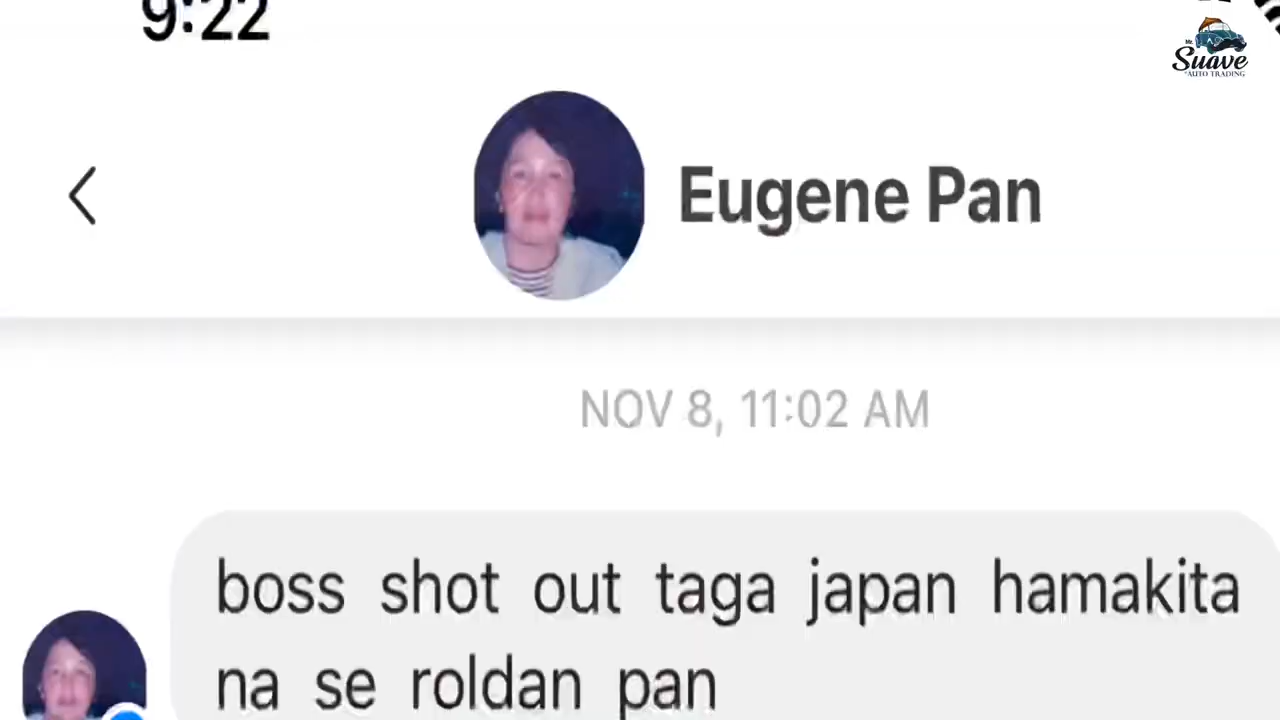 9:22
Mr.
Suave
AUTO TRADING
Eugene Pan
NOV 8, 11:02 AM
boss shot out taga japan hamakita
na se roldan pan